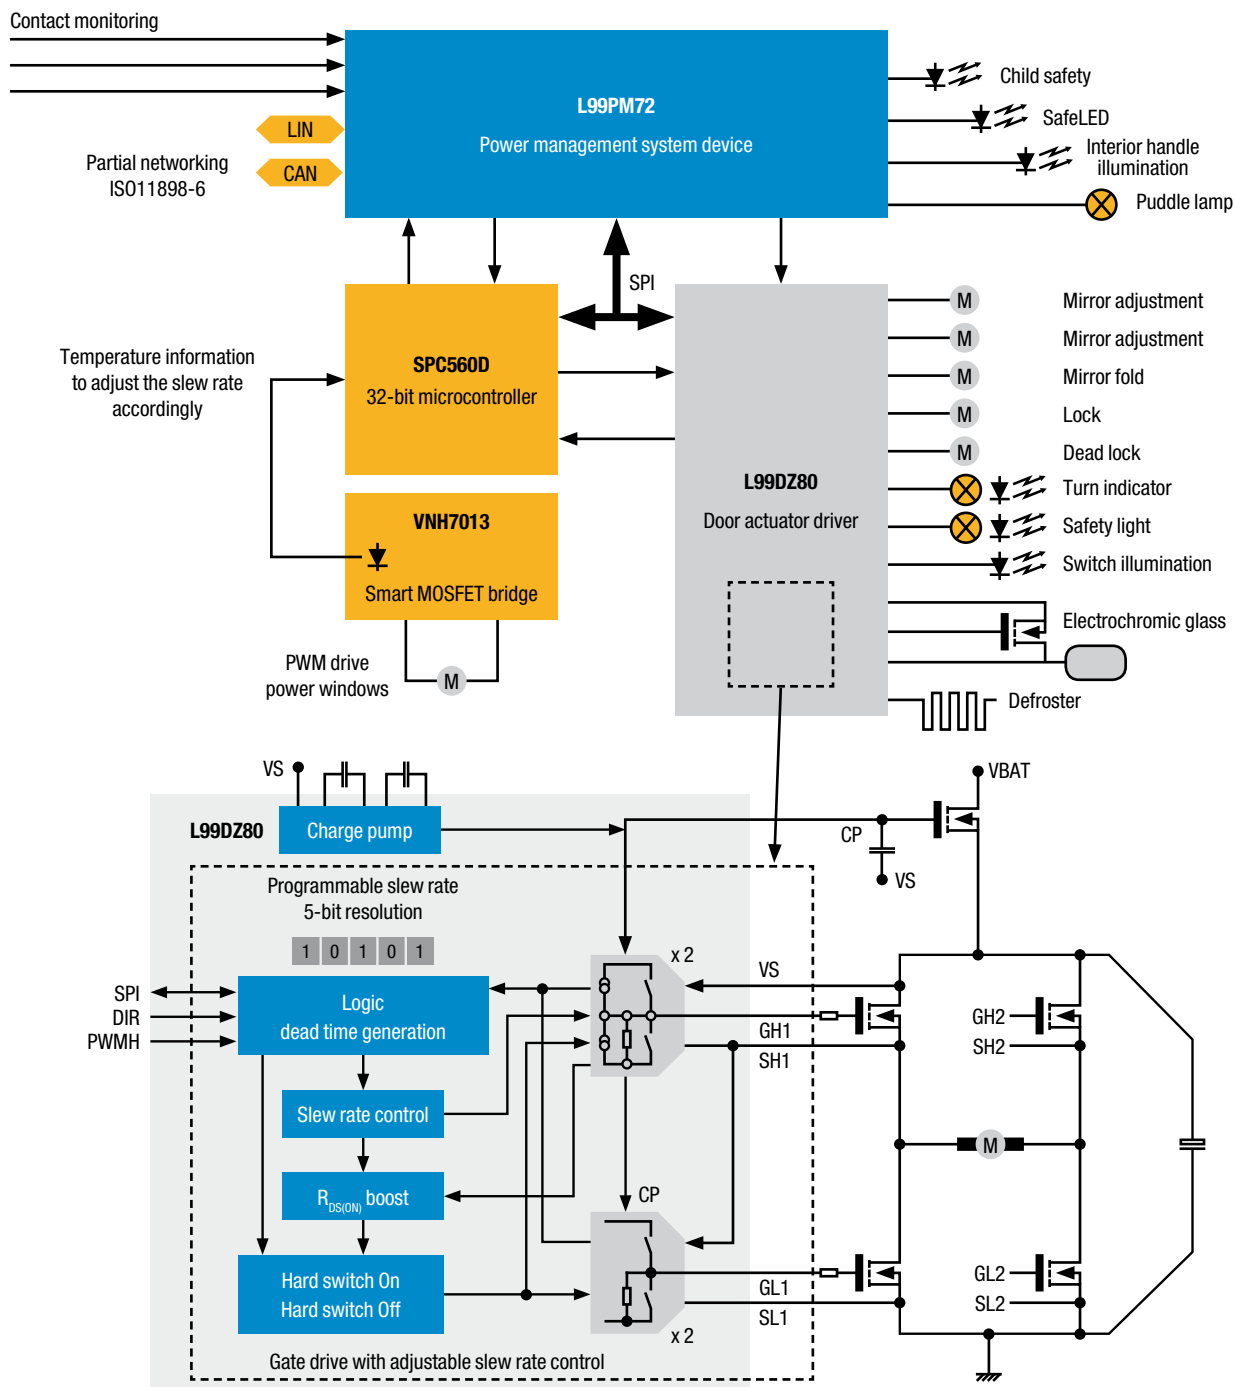 Contact monitoring
L99PM72
Power management system device
LIN
CAN
Partial networking
ISO11898-6
Child safety
SafeLED
Interior handle
illumination
Puddle lamp
SPI
SPC560D
32-bit microcontroller
Temperature information
to adjust the slew rate
accordingly
VNH7013
Smart MOSFET bridge
PWM drive
power windows
M
L99DZ80
Door actuator driver
M
Mirror adjustment
M
Mirror adjustment
M
Mirror fold
M
Lock
M
Dead lock
Turn indicator
Safety light
Switch illumination
Electrochromic glass
Defroster
VS
L99DZ80
Charge pump
VBAT
CP
VS
Programmable slew rate
5-bit resolution
1 0 1 0 1
x 2
SPI
DIR
PWMH
Logic
dead time generation
VS
GH1
SH1
GH2
SH2
Slew rate control
M
RDS(ON) boost
CP
Hard switch On
Hard switch Off
GL1
SL1
GL2
SL2
x 2
Gate drive with adjustable slew rate control